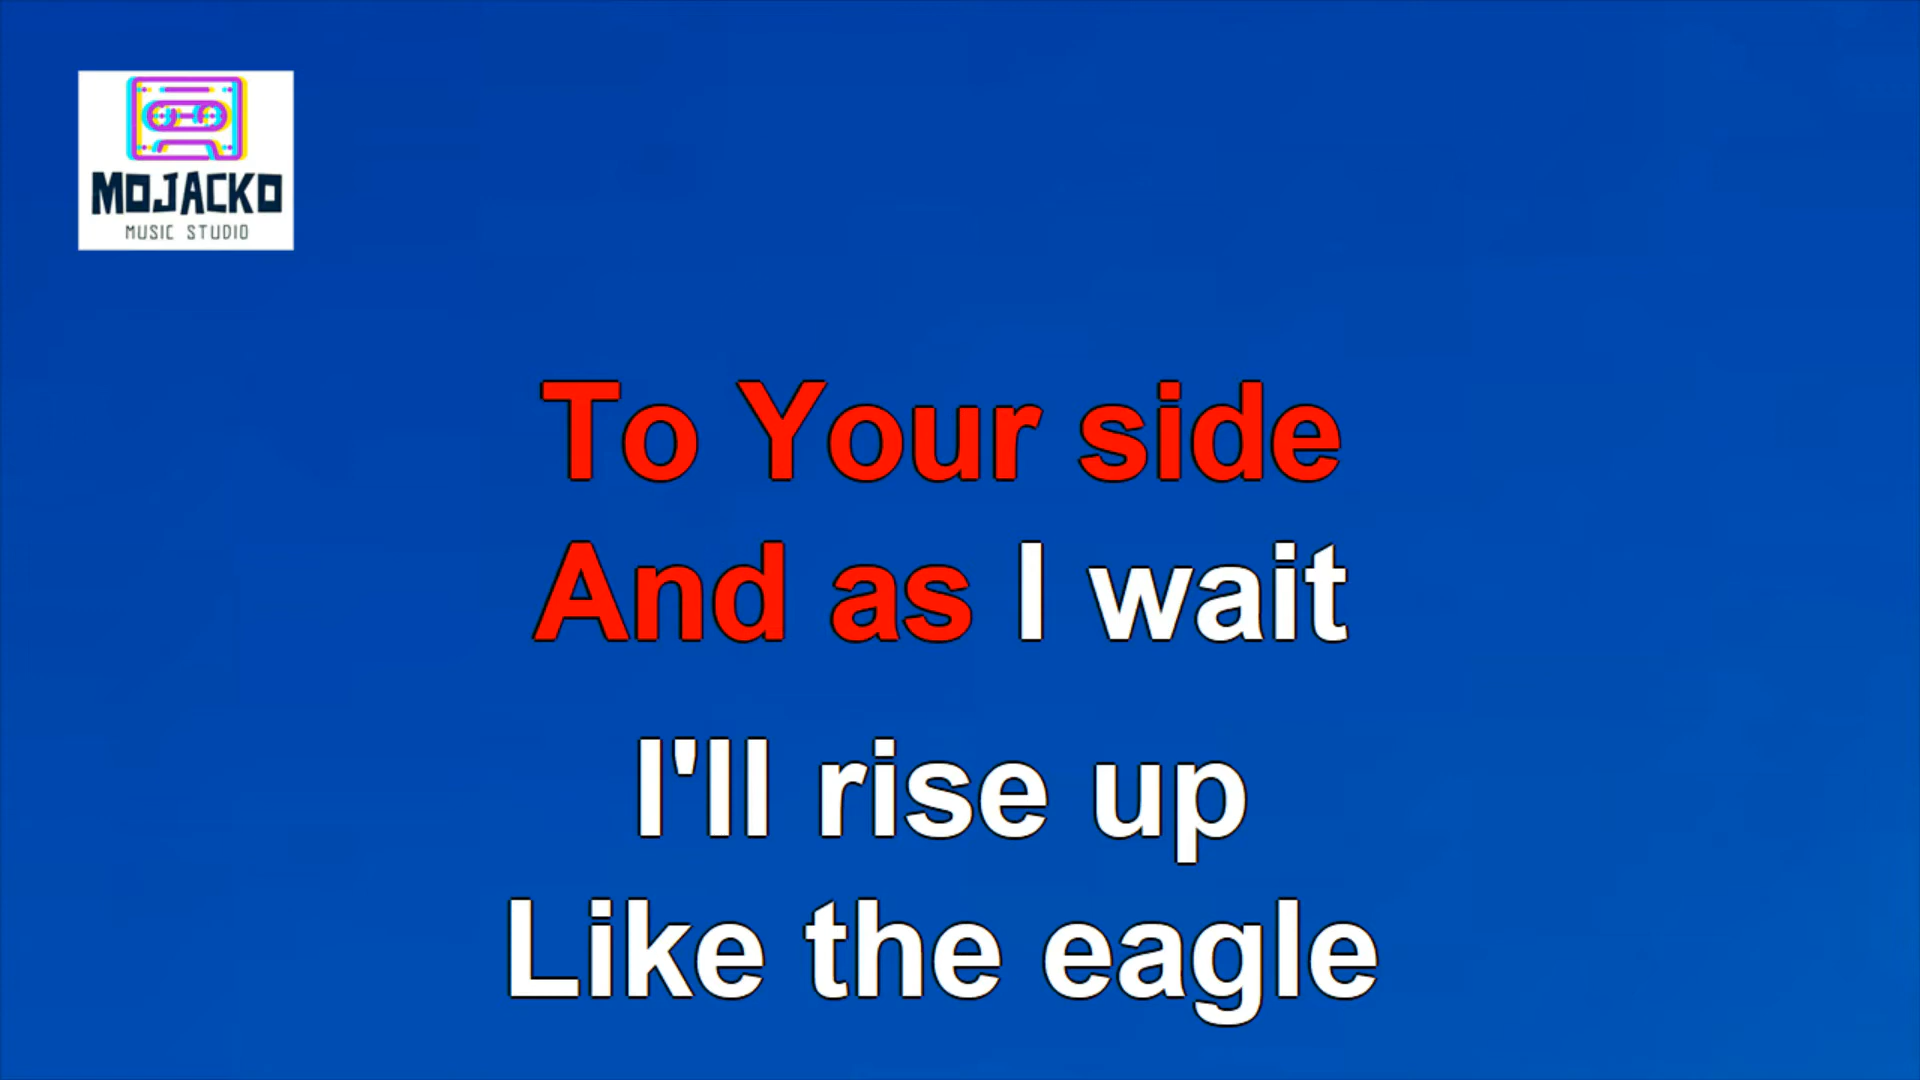 MOJACKO
MUSIC STUDIO
To Your side
And as I wait
I'll rise up
Like the eagle